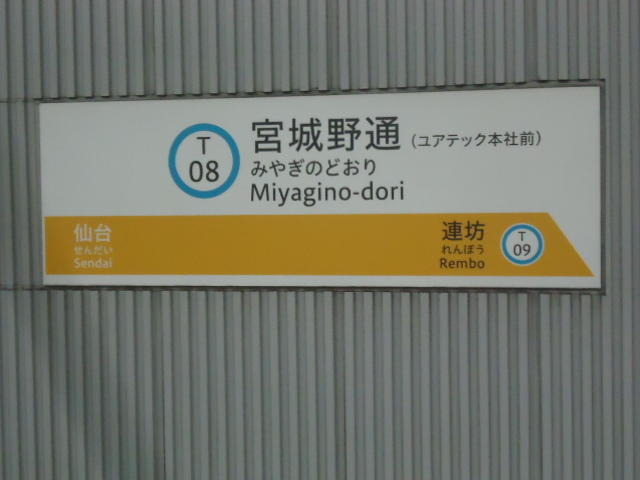 T
08
宮城野通(ユアテック本社前)
みやぎのどおり
Miyagino-dori
仙台
せんだい
Sendai
連坊
れんぼう
Rembo
T
09